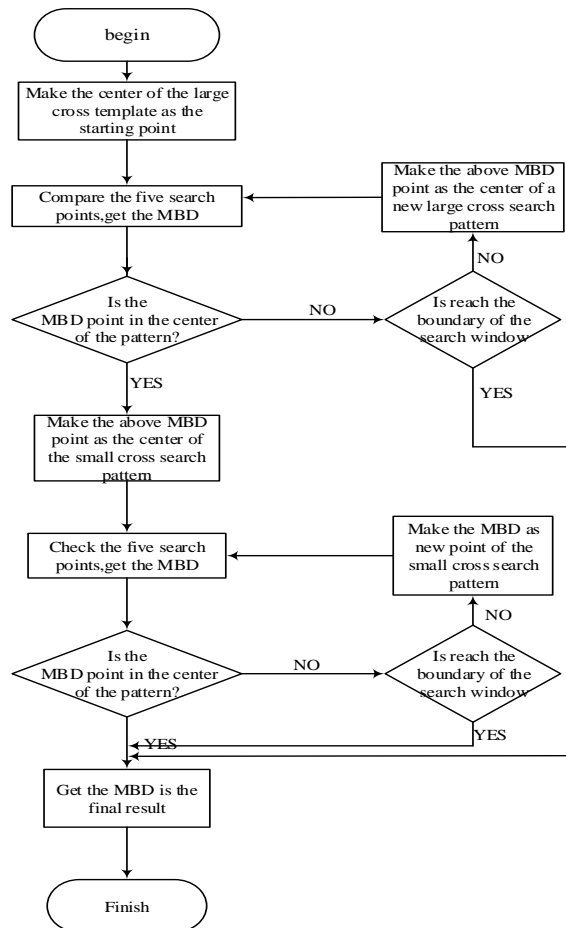 begin
Make the center of the large
cross template as the
starting point
Compare the five search
points,get the MBD
Make the above MBD
point as the center of a
new large cross search
pattern
NO
Is the
MBD point in the center
of the pattern?
NO
Is reach the
boundary of the
search window
YES
YES
Make the above MBD
point as the center of
the small cross search
pattern
Check the five search
points,get the MBD
Make the MBD as
new point of the
small cross search
pattern
NO
Is the
MBD point in the center
of the pattern?
NO
Is reach the
boundary of the
search window
YES
YES
Get the MBD is the
final result
Finish